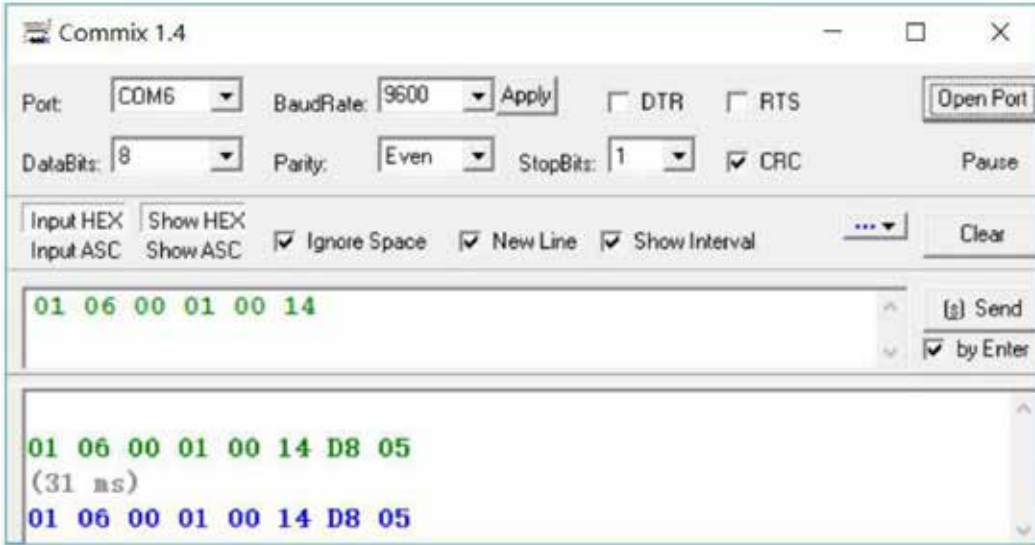 Commix 1.4
Port: COM6 BaudRate: 9600 Apply DTR RTS Open Port
DataBits: 8 Parity: Even StopBits: 1 CRC Pause
Input HEX Show HEX
Input ASC Show ASC Ignore Space New Line Show Interval ... Clear
01 06 00 01 00 14
(s) Send
by Enter
01 06 00 01 00 14 D8 05
(31 ms)
01 06 00 01 00 14 D8 05